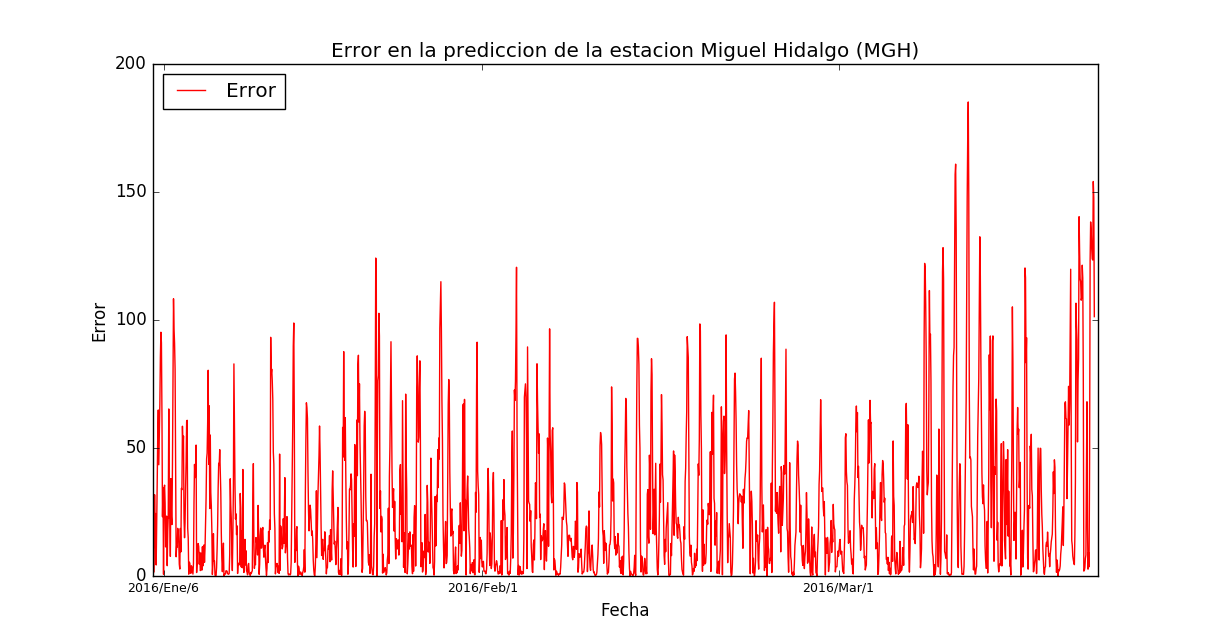 Error en la prediccion de la estacion Miguel Hidalgo (MGH)
200
Error
150
Error
100
50
0
2016/Ene/6 2016/Feb/1 2016/Mar/1
Fecha